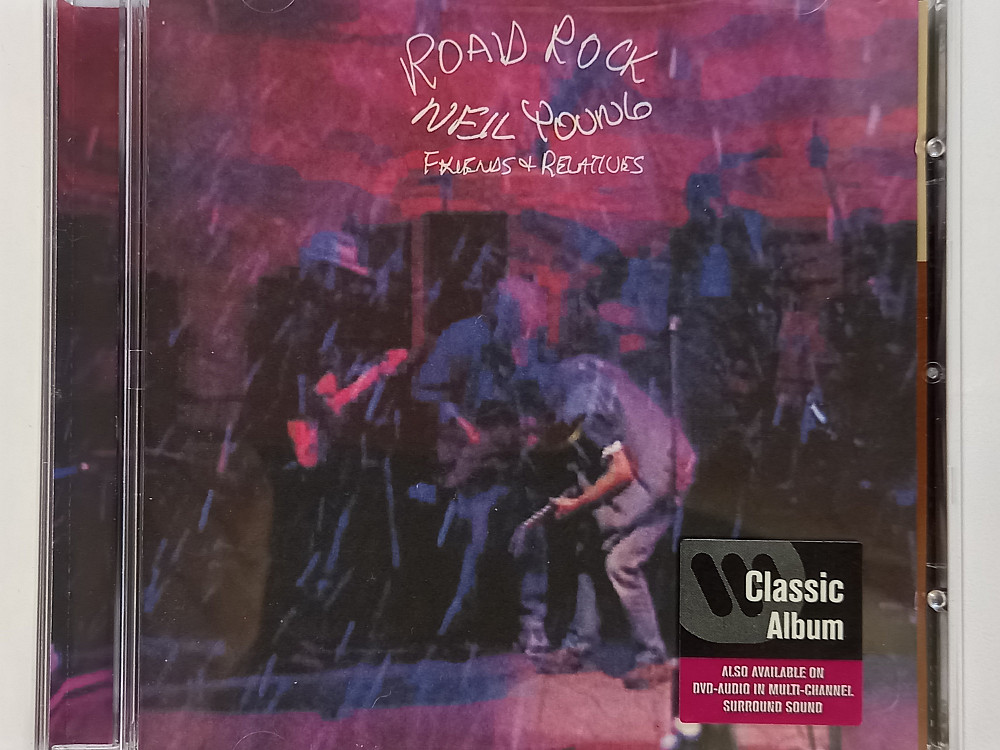 ROAD ROCK
NEIL YOUNG
FRIENDS & RELATIVES
Classic
Album
ALSO AVAILABLE ON
DVD-AUDIO IN MULTI-CHANNEL
SURROUND SOUND